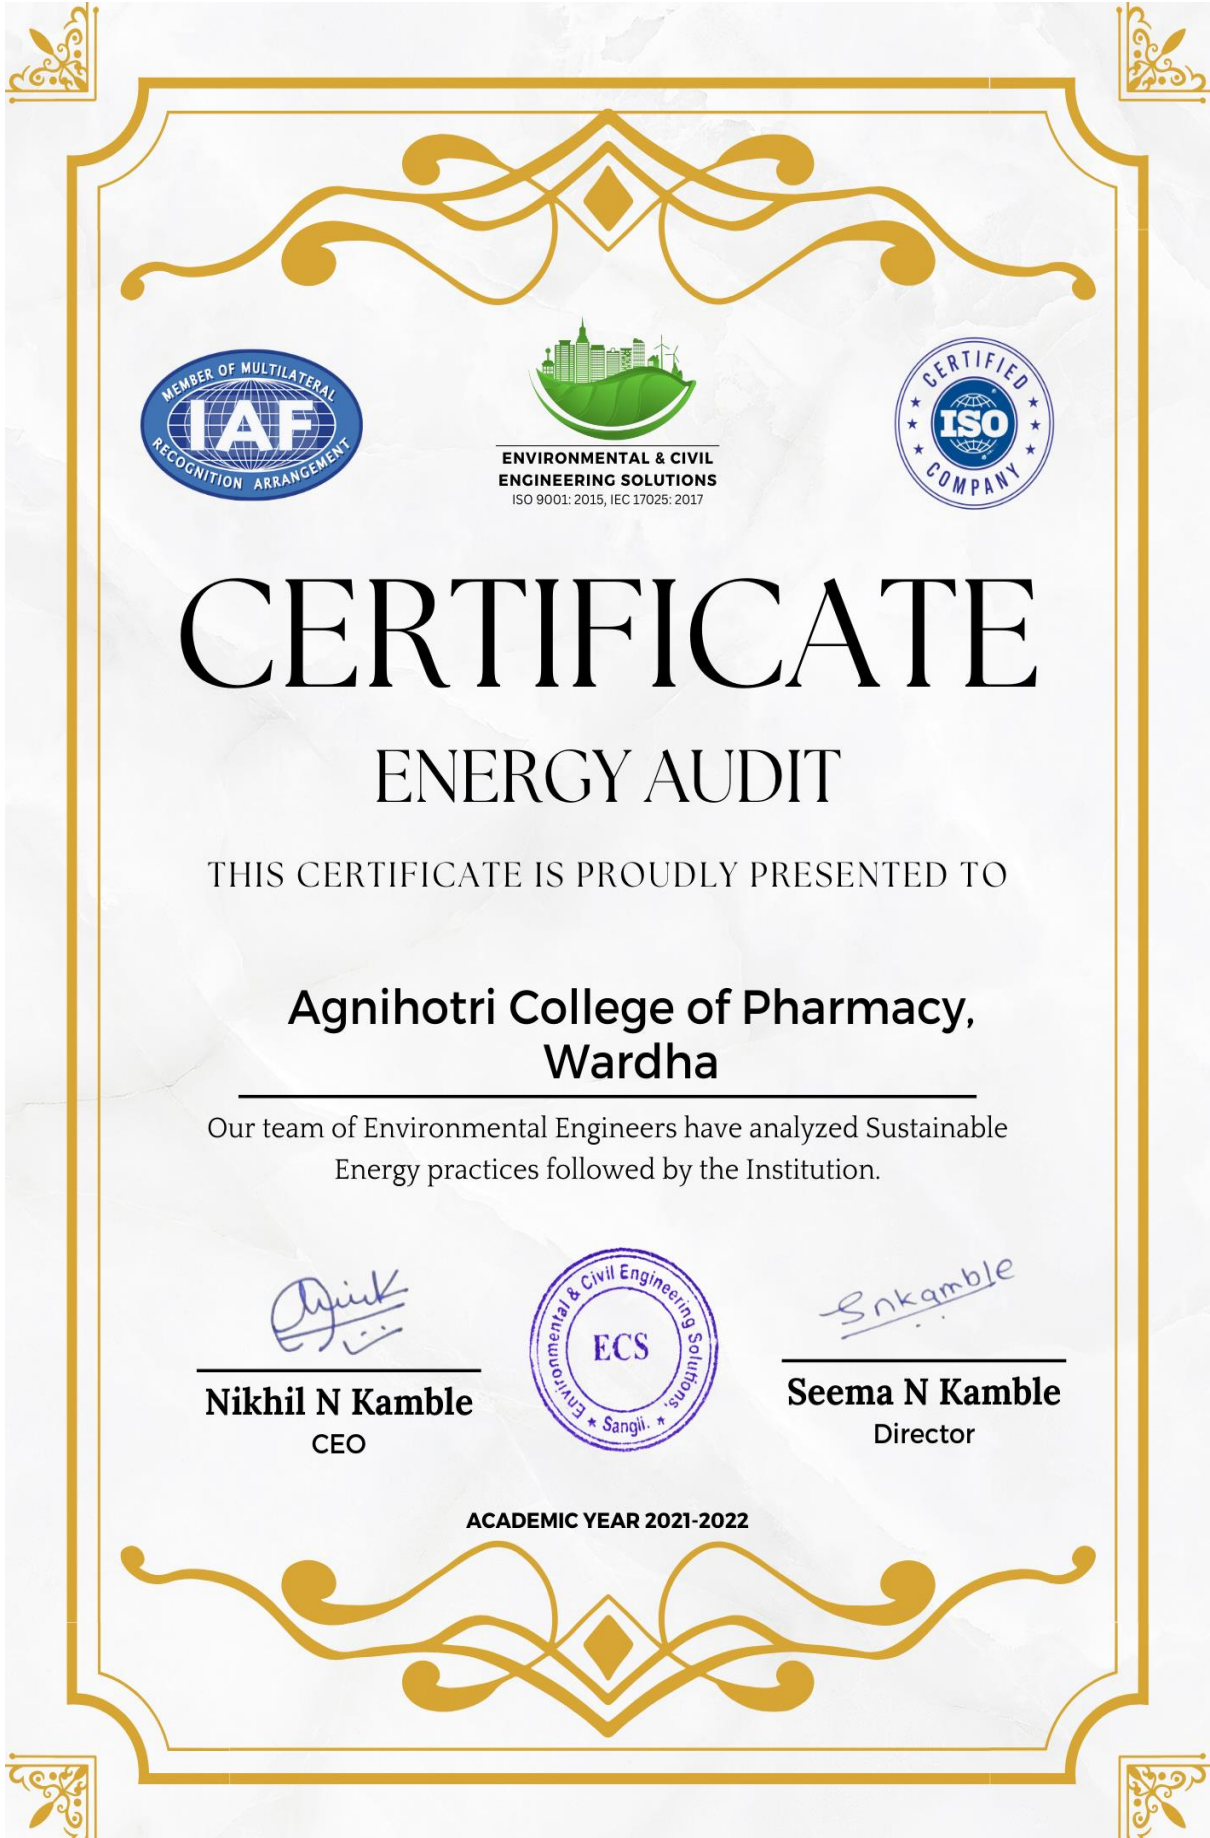 MEMBER OF MULTILATERAL
IAF
RECOGNITION ARRANGEMENT
ENVIRONMENTAL & CIVIL
ENGINEERING SOLUTIONS
ISO 9001: 2015, IEC 17025: 2017
CERTIFIED
ISO
COMPANY
CERTIFICATE
ENERGY AUDIT
THIS CERTIFICATE IS PROUDLY PRESENTED TO
Agnihotri College of Pharmacy,
Wardha
Our team of Environmental Engineers have analyzed Sustainable
Energy practices followed by the Institution.
Nikhil N Kamble
CEO
Environmental & Civil Engineering Solutions,
ECS
★ Sangli. ★
Snkamble
Seema N Kamble
Director
ACADEMIC YEAR 2021-2022